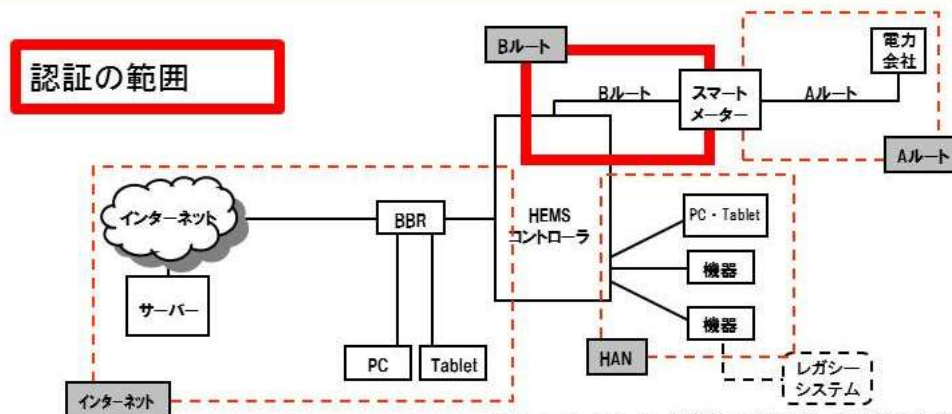 認証の範囲
Bルート
電力
会社
Bルート
スマート
メーター
Aルート
Aルート
インターネット
BBR
HEMS
コントローラ
PC・Tablet
機器
サーバー
機器
PC
Tablet
HAN
レガシー
システム
インターネット